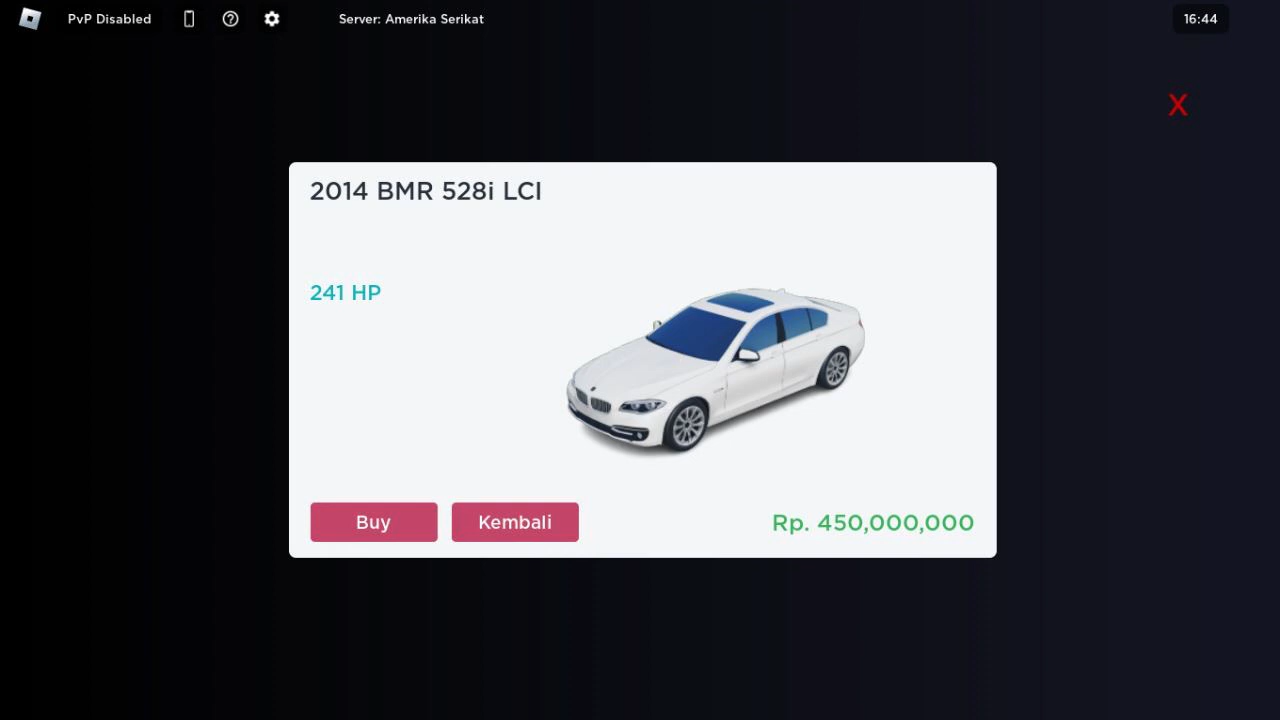 PvP Disabled
Server: Amerika Serikat
16:44
X
2014 BMR 528i LCI
241 HP
Buy
Kembali
Rp. 450,000,000